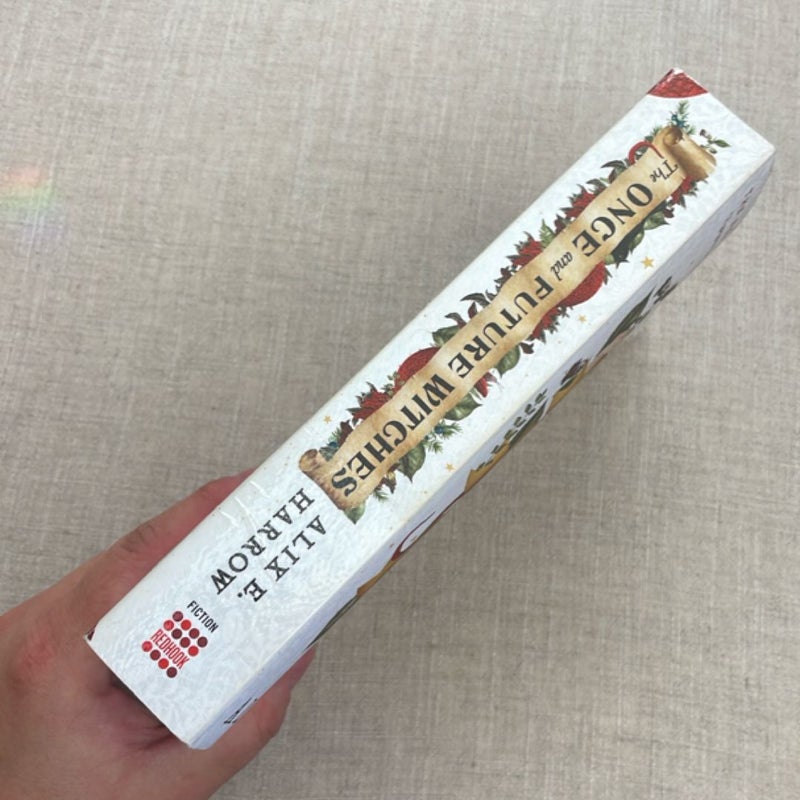 The ONCE and FUTURE WITCHES
ALIX E.
HARROW
FICTION
REDHOOK